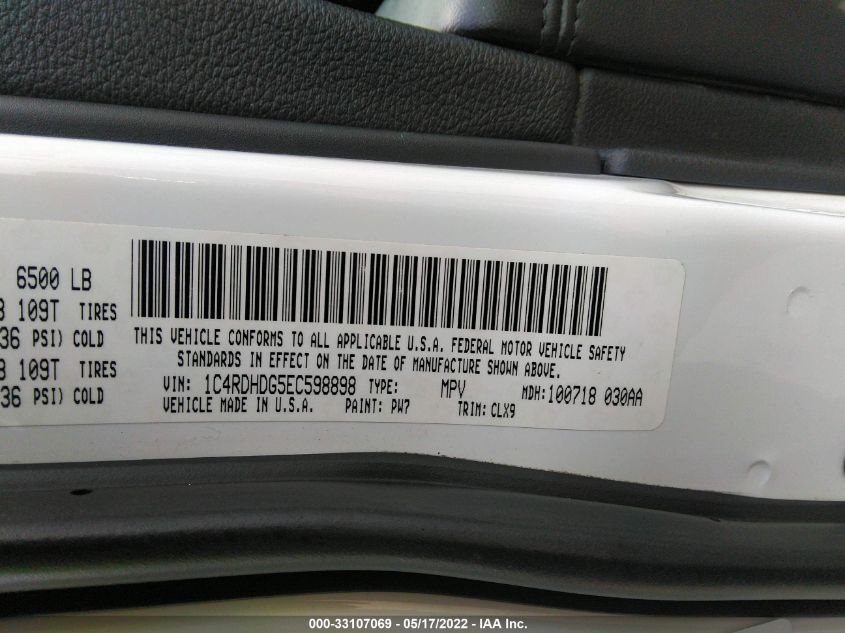 6500 LB
109T TIRES
36 PSI) COLD
109T TIRES
36 PSI) COLD
THIS VEHICLE CONFORMS TO ALL APPLICABLE U.S.A. FEDERAL MOTOR VEHICLE SAFETY
STANDARDS IN EFFECT ON THE DATE OF MANUFACTURE SHOWN ABOVE.
VIN: 1C4RDHDG5EC598898 TYPE: MPV MDH:100718 030AA
VEHICLE MADE IN U.S.A. PAINT: PW7 TRIM: CLX9
000-33107069 — 05/17/2022 — IAA Inc.